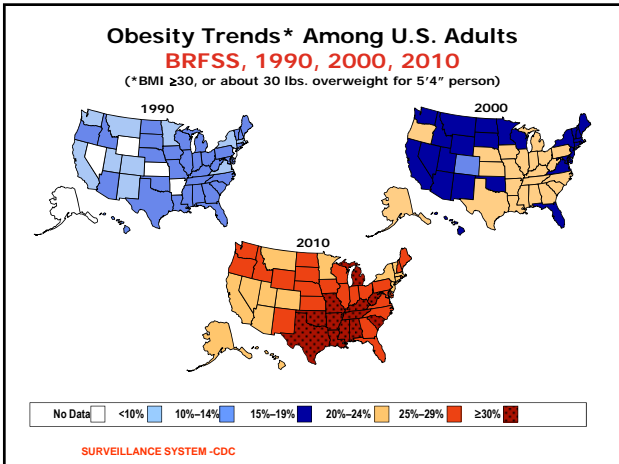 Obesity Trends* Among U.S. Adults
BRFSS, 1990, 2000, 2010
(*BMI ≥30, or about 30 lbs. overweight for 5’4” person)
1990
2000
2010
No Data <10% 10%–14% 15%–19% 20%–24% 25%–29% ≥30%
SURVEILLANCE SYSTEM -CDC